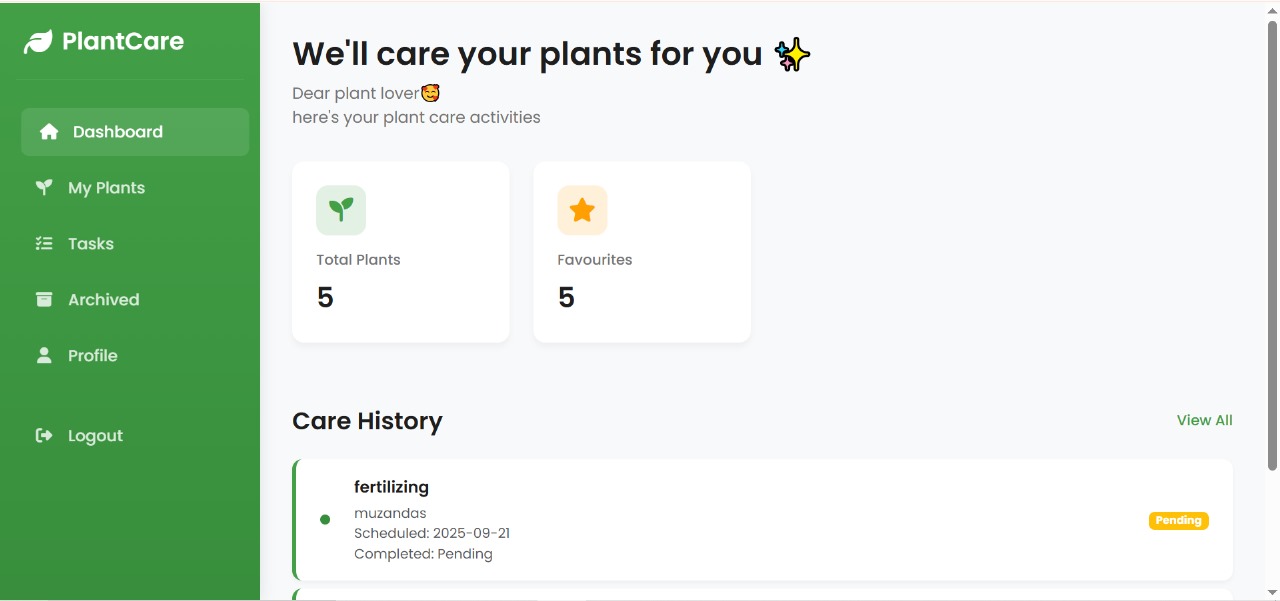 PlantCare
Dashboard
My Plants
Tasks
Archived
Profile
Logout
We'll care your plants for you ✨
Dear plant lover🥰
here's your plant care activities
Total Plants
5
Favourites
5
Care History
View All
fertilizing
muzandas
Scheduled: 2025-09-21
Completed: Pending
Pending